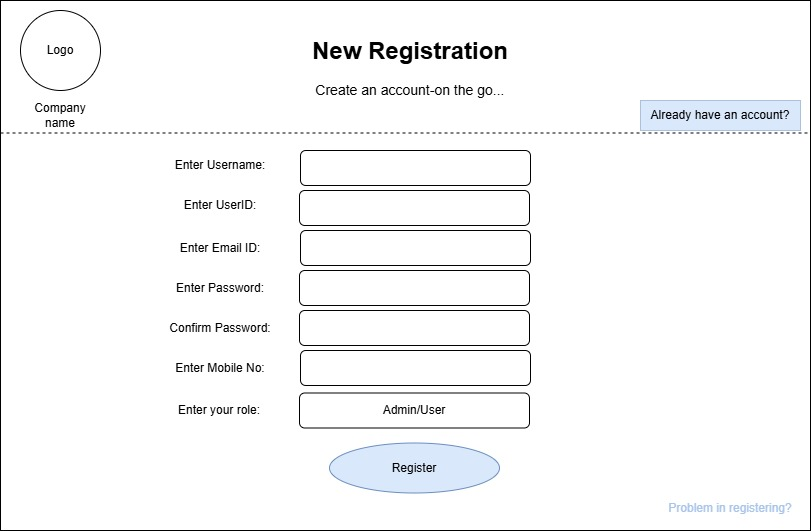 Logo
New Registration
Create an account-on the go...
Company
name
Already have an account?
Enter Username:
Enter UserID:
Enter Email ID:
Enter Password:
Confirm Password:
Enter Mobile No:
Enter your role:
Admin/User
Register
Problem in registering?